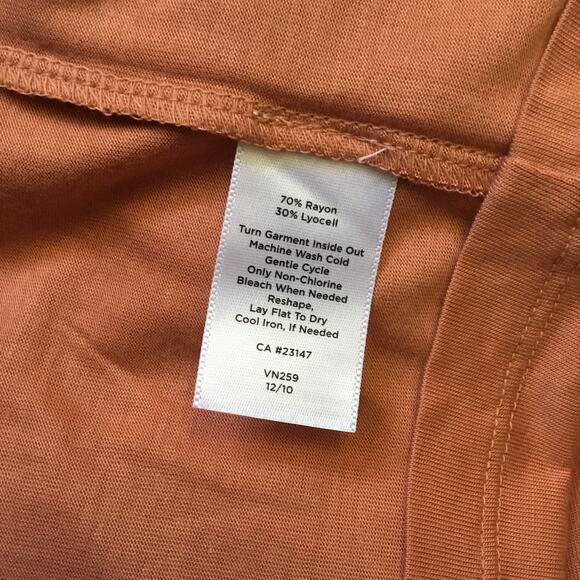 70% Rayon
30% Lyocell
Turn Garment Inside Out
Machine Wash Cold
Gentle Cycle
Only Non-Chlorine
Bleach When Needed
Reshape,
Lay Flat To Dry
Cool Iron, If Needed
CA #23147
VN259
12/10